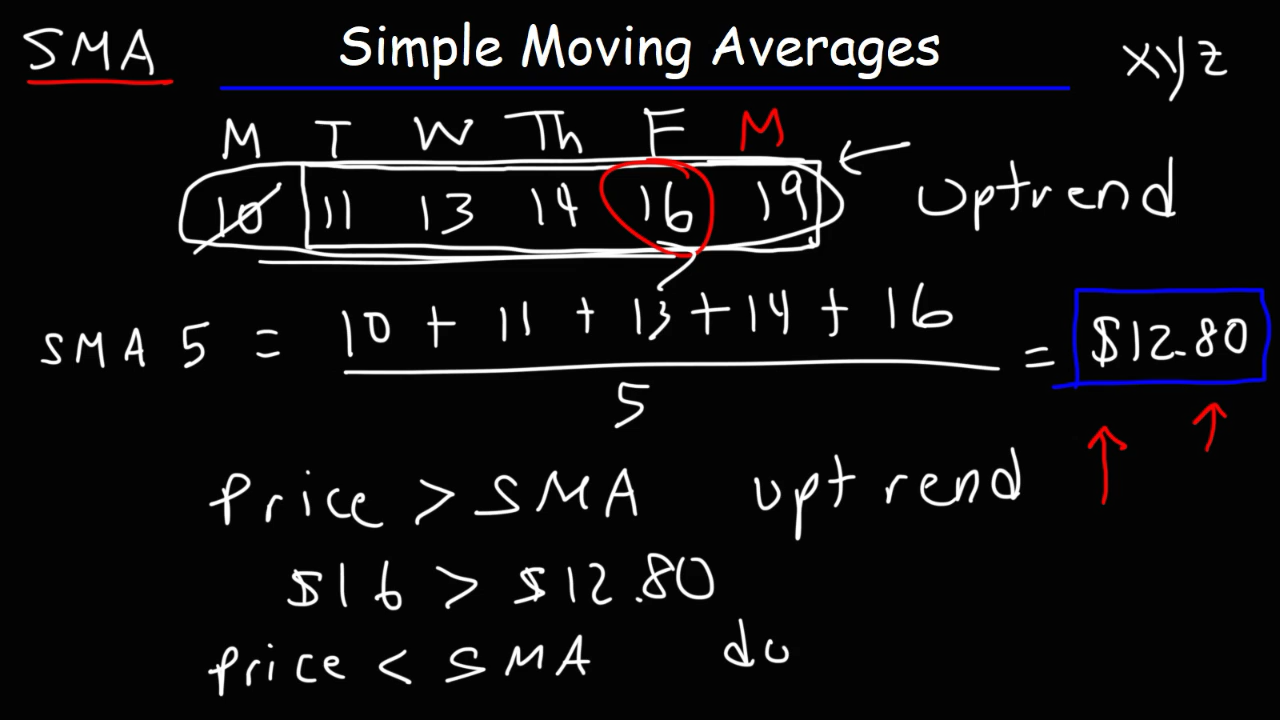 SMA Simple Moving Averages xyz
M T W Th F M
10 11 13 14 16 19 uptrend
SMA 5 = 10 + 11 + 13 + 14 + 16 = $12.80
5
price > SMA uptrend
$16 > $12.80
price < SMA do